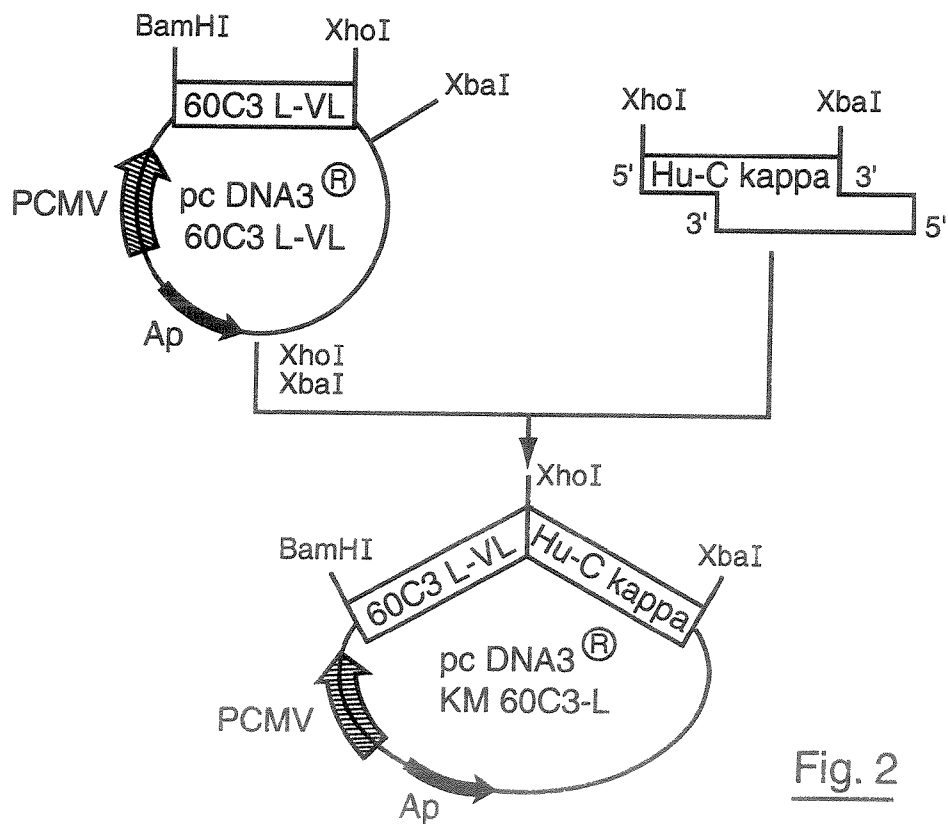 BamHI
XhoI
XbaI
60C3 L-VL
PCMV
pc DNA3 ®
60C3 L-VL
Ap
XhoI
XbaI
XhoI
XbaI
5'
Hu-C kappa
3'
3'
5'
XhoI
BamHI
60C3 L-VL
Hu-C kappa
XbaI
pc DNA3 ®
KM 60C3-L
PCMV
Ap
Fig. 2